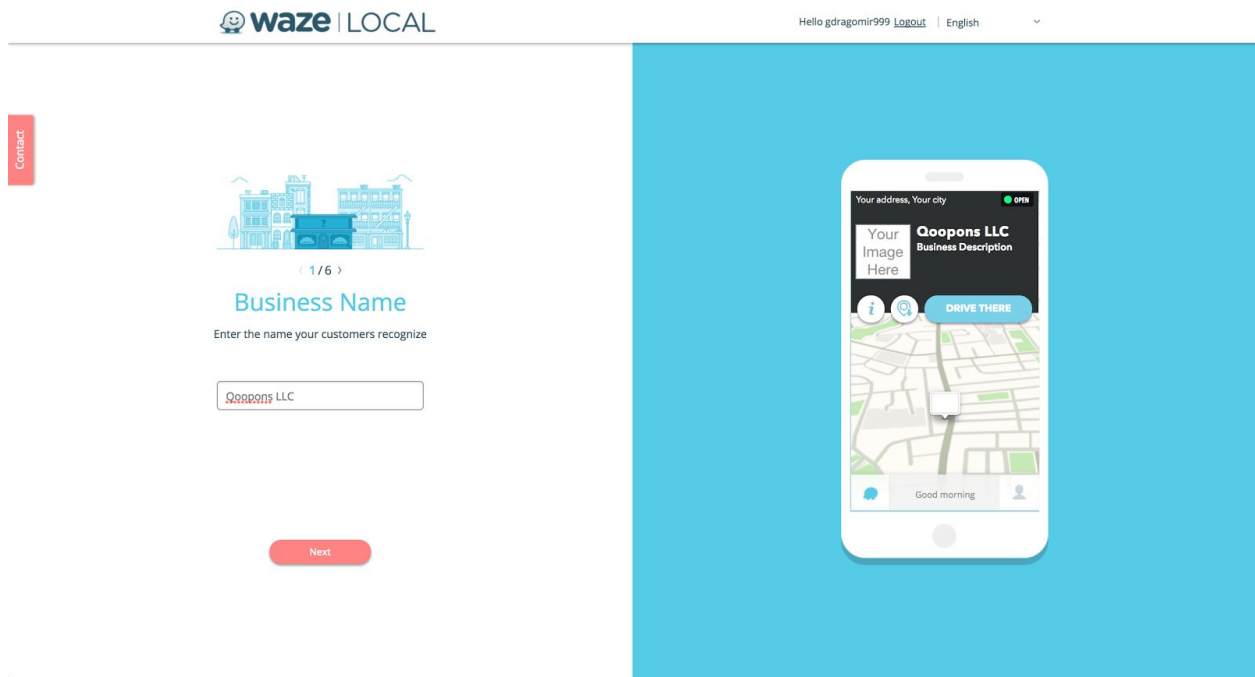 waze | LOCAL
Hello gdragomir999 Logout | English
Contact
‹ 1 / 6 ›
Business Name
Enter the name your customers recognize
Qoopons LLC
Next
Your address, Your city
OPEN
Your
Image
Here
Qoopons LLC
Business Description
i
DRIVE THERE
Good morning